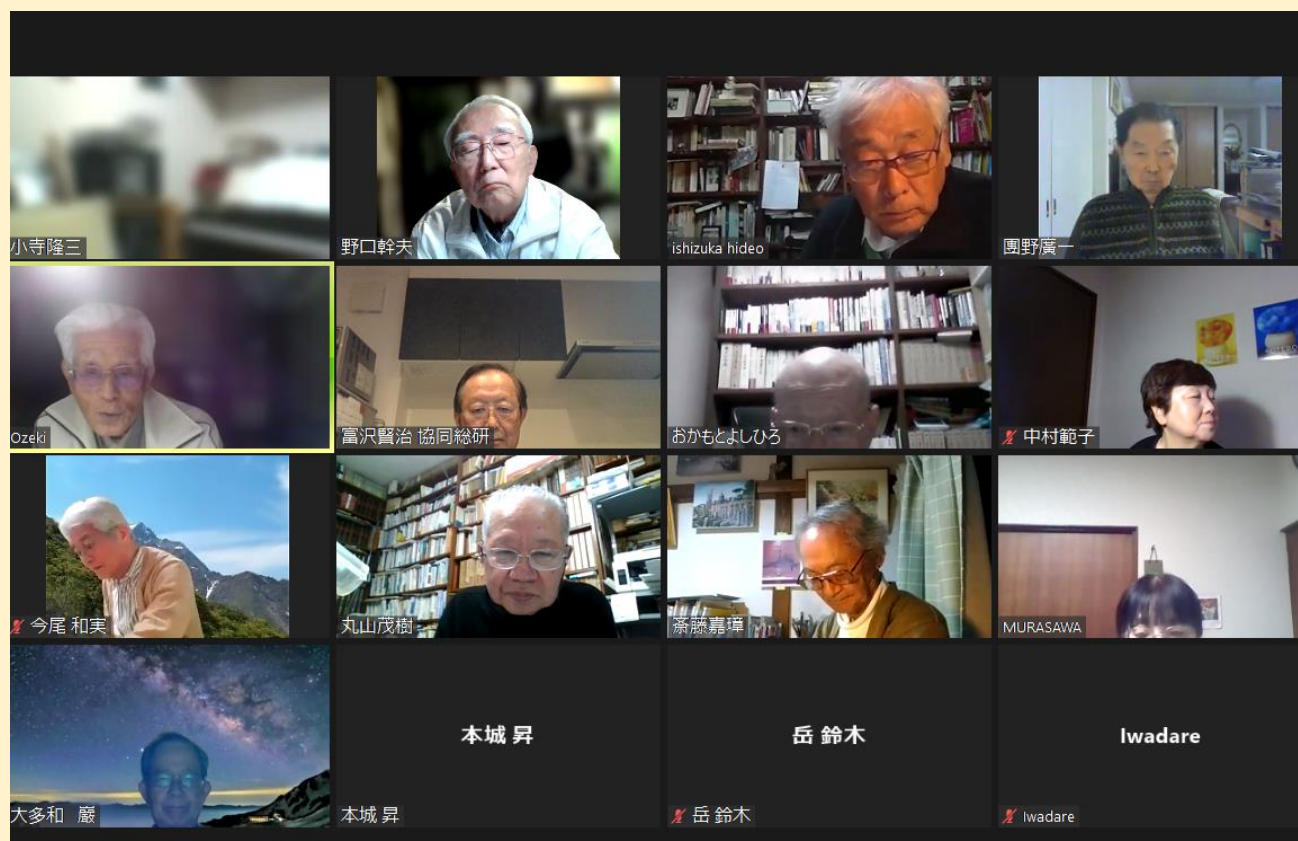 小寺隆三
野口幹夫
ishizuka hideo
團野廣一
Ozeki
富沢賢治 協同総研
おかもとよしひろ
中村範子
今尾 和実
丸山茂樹
斎藤嘉璋
MURASAWA
大多和 巖
本城 昇
本城 昇
岳 鈴木
岳 鈴木
Iwadare
Iwadare